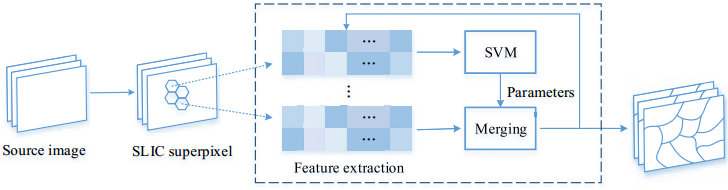 ...
SVM
...
Parameters
...
...
Merging
...
Source image
SLIC superpixel
Feature extraction